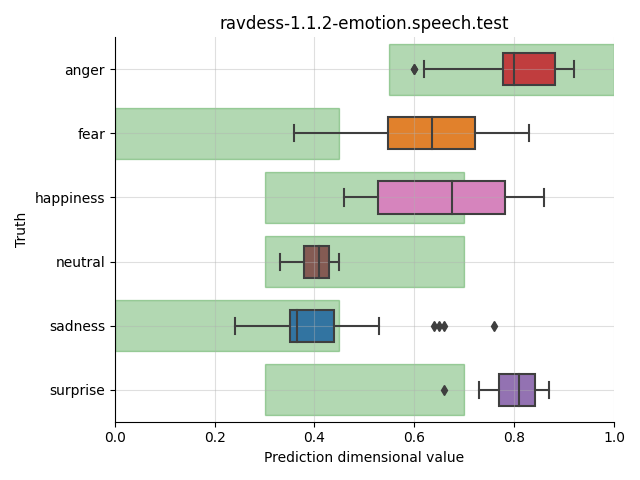 ravdess-1.1.2-emotion.speech.test
anger
fear
happiness
neutral
sadness
surprise
Truth
0.0 0.2 0.4 0.6 0.8 1.0
Prediction dimensional value